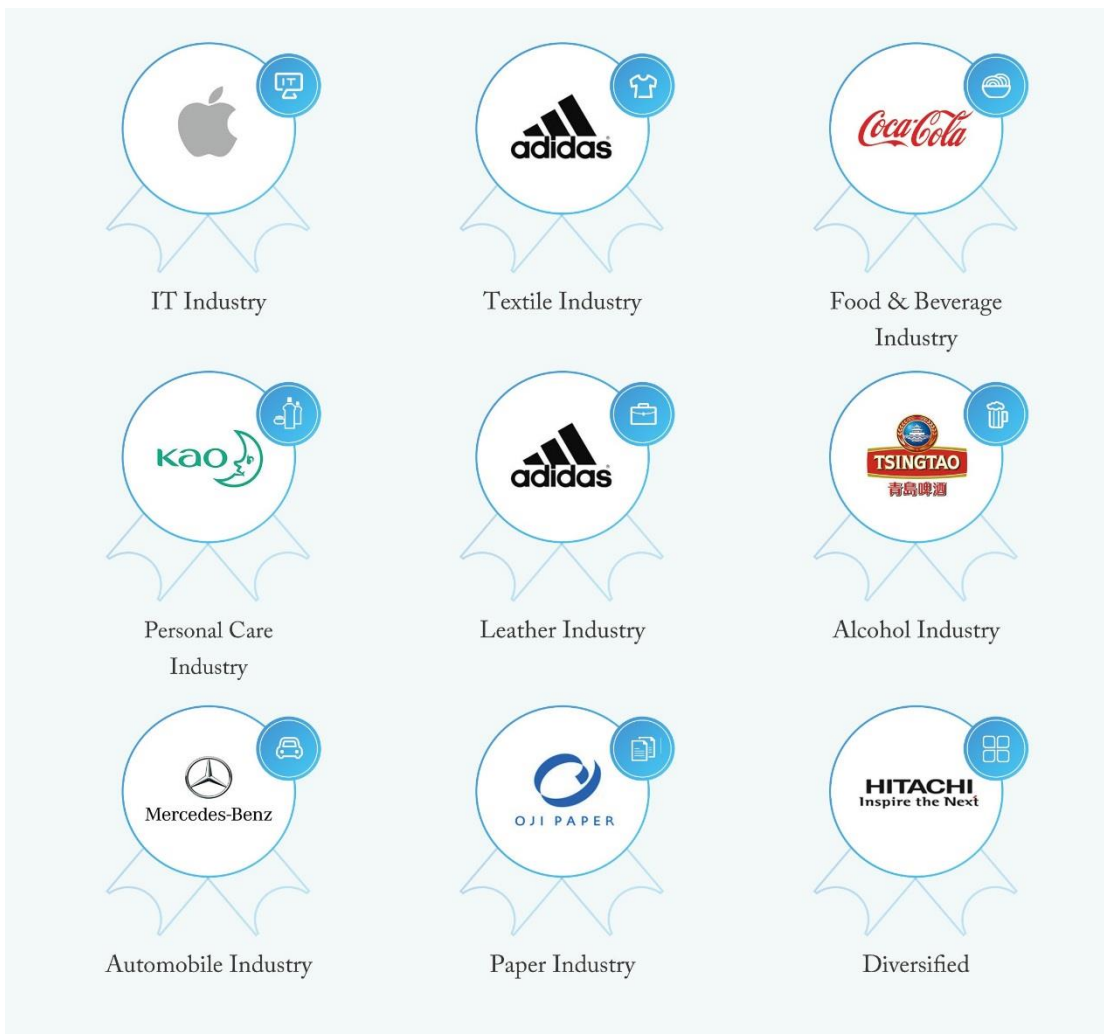 IT
adidas
Coca-Cola
IT Industry
Textile Industry
Food & Beverage
Industry
Kao
adidas
TSINGTAO
青島啤酒
Personal Care
Industry
Leather Industry
Alcohol Industry
Mercedes-Benz
OJI PAPER
HITACHI
Inspire the Next
Automobile Industry
Paper Industry
Diversified